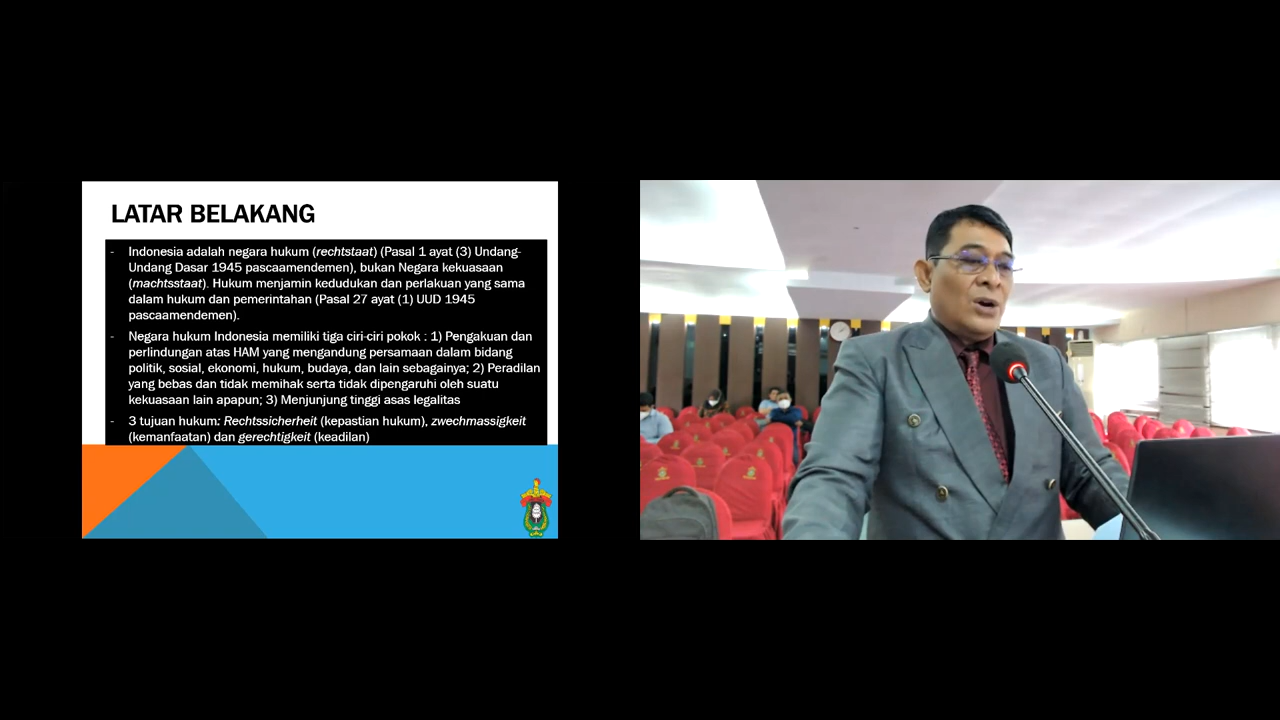 LATAR BELAKANG
- Indonesia adalah negara hukum (rechtstaat) (Pasal 1 ayat (3) Undang-
Undang Dasar 1945 pascaamendemen), bukan Negara kekuasaan
(machtsstaat). Hukum menjamin kedudukan dan perlakuan yang sama
dalam hukum dan pemerintahan (Pasal 27 ayat (1) UUD 1945
pascaamendemen).
- Negara hukum Indonesia memiliki tiga ciri-ciri pokok : 1) Pengakuan dan
perlindungan atas HAM yang mengandung persamaan dalam bidang
politik, sosial, ekonomi, hukum, budaya, dan lain sebagainya; 2) Peradilan
yang bebas dan tidak memihak serta tidak dipengaruhi oleh suatu
kekuasaan lain apapun; 3) Menjunjung tinggi asas legalitas
- 3 tujuan hukum: Rechtssicherheit (kepastian hukum), zwechmassigkeit
(kemanfaatan) dan gerechtigkeit (keadilan)